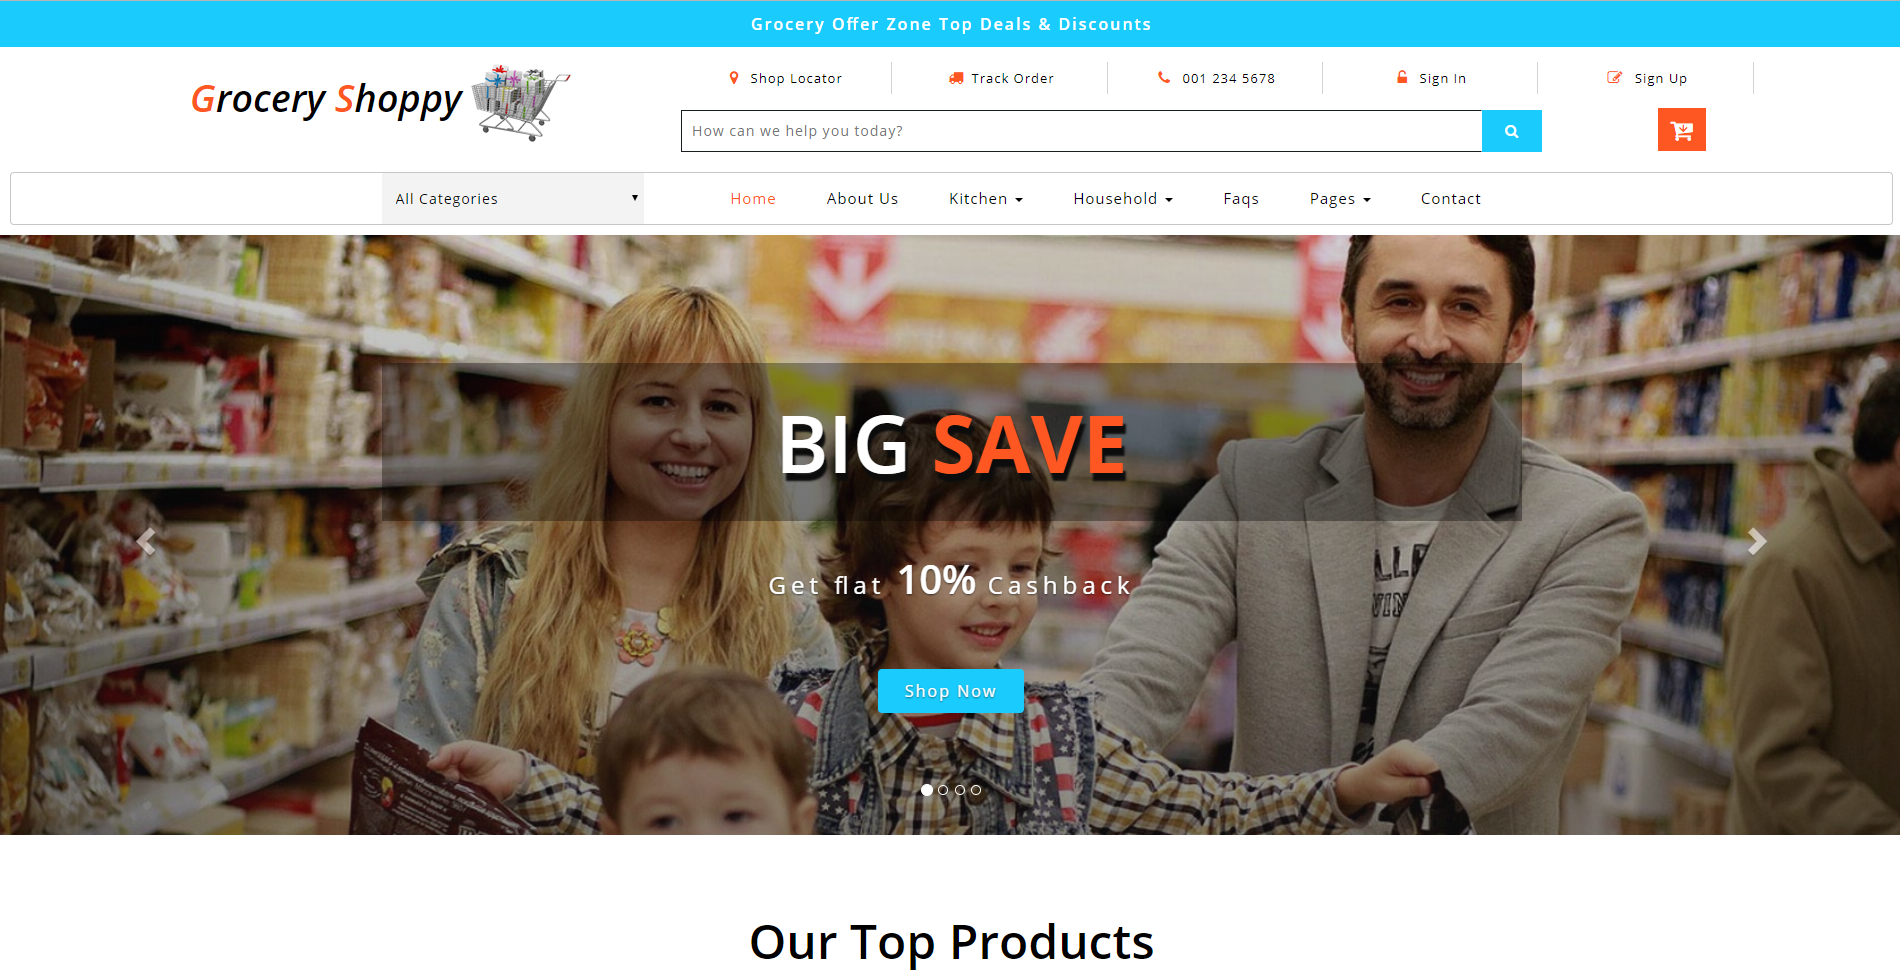 Grocery Offer Zone Top Deals & Discounts
Grocery Shoppy
Shop Locator
Track Order
001 234 5678
Sign In
Sign Up
How can we help you today?
All Categories
Home
About Us
Kitchen
Household
Faqs
Pages
Contact
BIG SAVE
Get flat 10% Cashback
Shop Now
Our Top Products